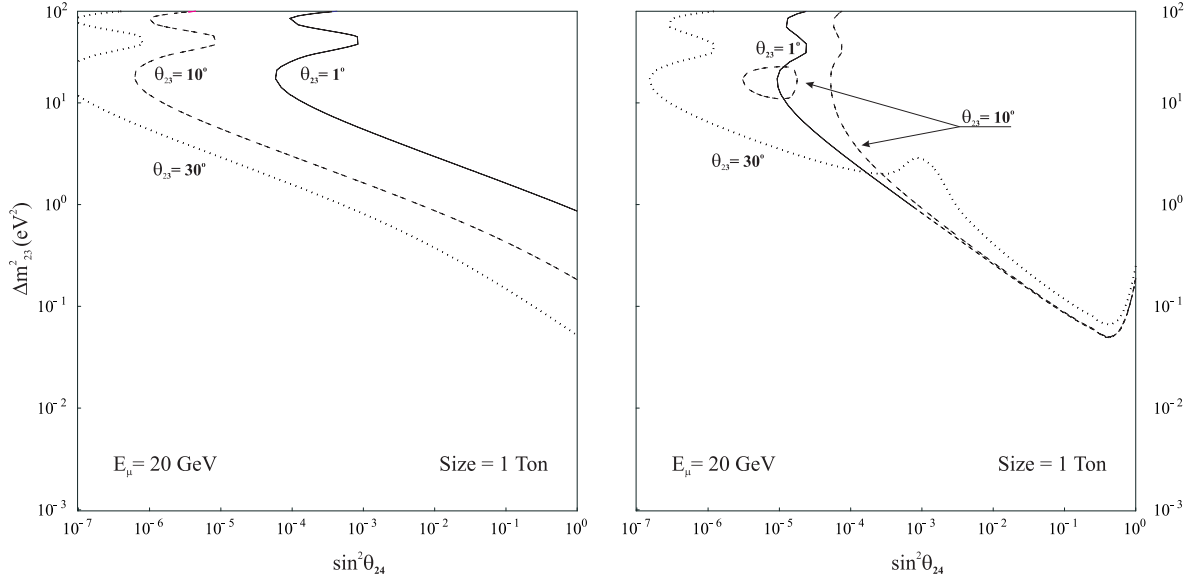 10²
10¹
10⁰
10⁻¹
10⁻²
10⁻³
Δm²₂₃ (eV²)
θ₂₃= 10°
θ₂₃= 1°
θ₂₃= 30°
E_μ = 20 GeV
Size = 1 Ton
10⁻⁷
10⁻⁶
10⁻⁵
10⁻⁴
10⁻³
10⁻²
10⁻¹
10⁰
sin²θ₂₄
θ₂₃= 1°
θ₂₃= 10°
θ₂₃= 30°
E_μ = 20 GeV
Size = 1 Ton
10²
10¹
10⁰
10⁻¹
10⁻²
10⁻³
10⁻⁷
10⁻⁶
10⁻⁵
10⁻⁴
10⁻³
10⁻²
10⁻¹
10⁰
sin²θ₂₄